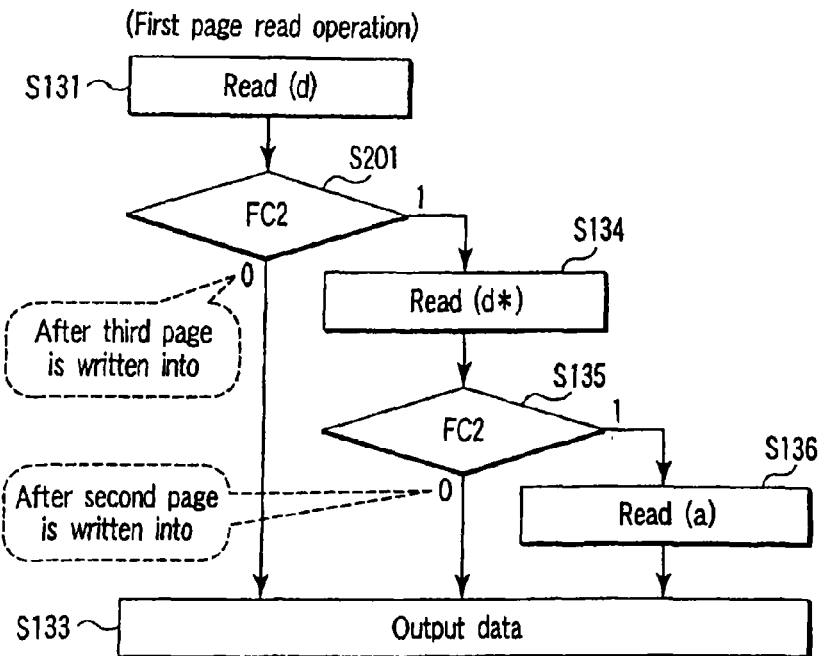 (First page read operation)
S131
Read (d)
S201
FC2
1
S134
0
Read (d*)
After third page
is written into
S135
FC2
1
S136
After second page
is written into
0
Read (a)
S133
Output data